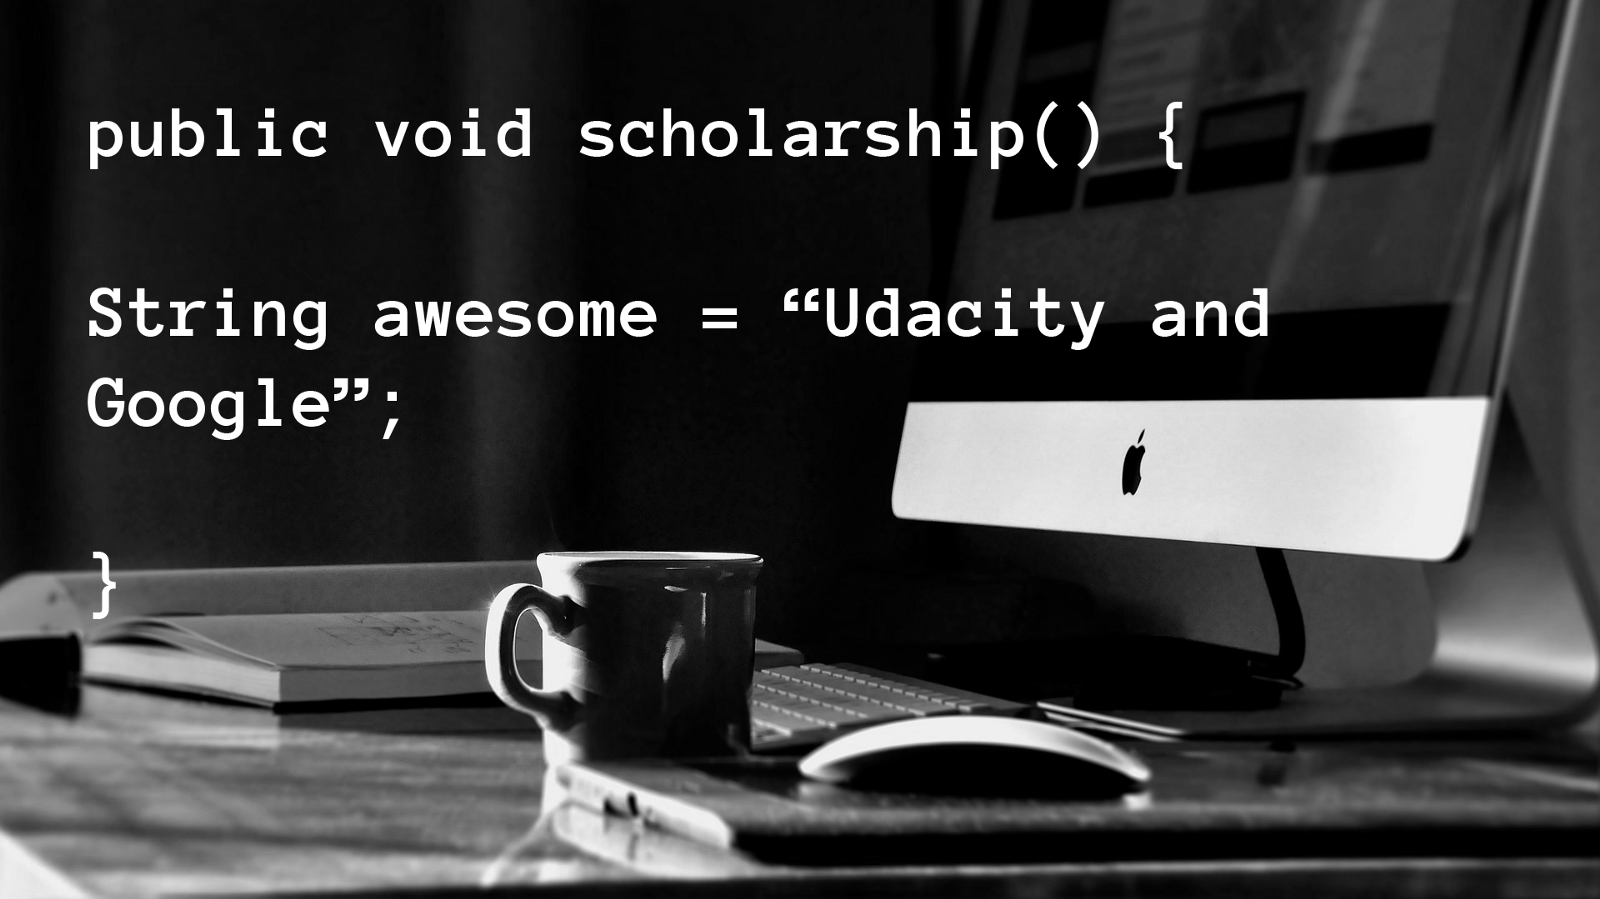 public void scholarship() {
String awesome = “Udacity and
Google”;
}